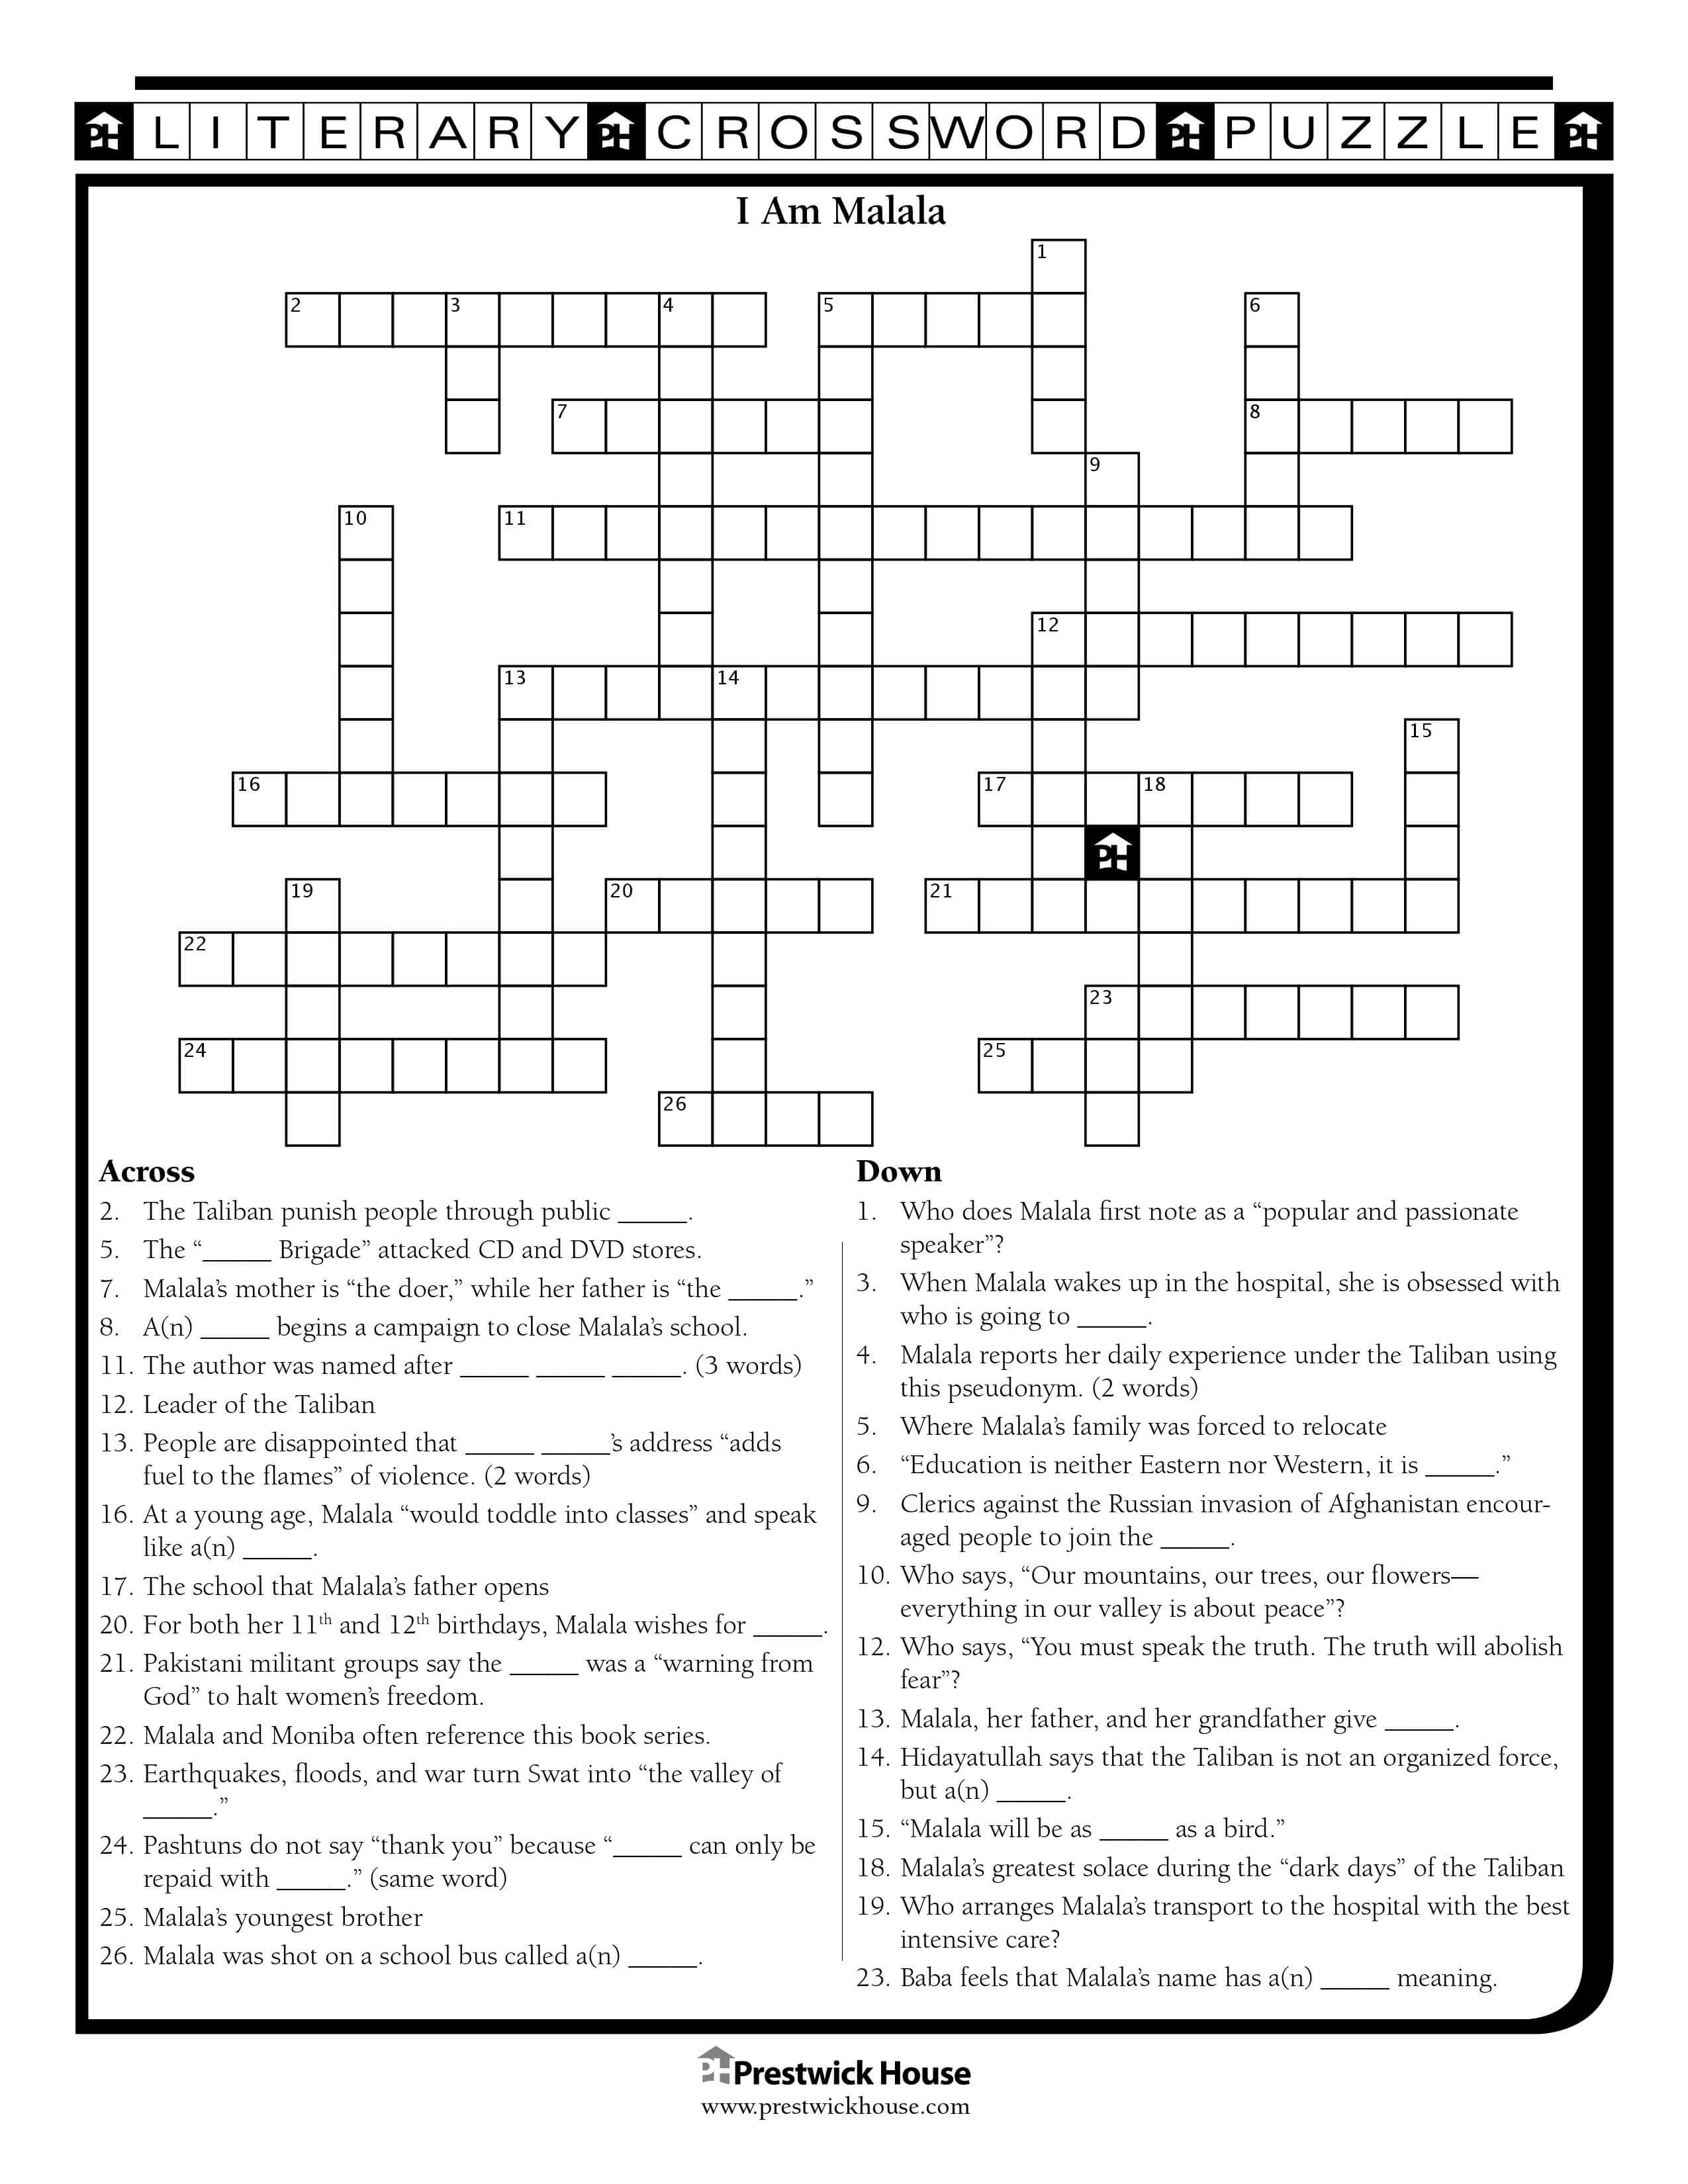 LITERARY CROSSWORD PUZZLE
I Am Malala
1
2 3 4 5 6
7 8
9
10 11
12
13 14
15
16 17 18
19 20 21
22
23
24 25
26
Across
2. The Taliban punish people through public _____.
5. The “_____ Brigade” attacked CD and DVD stores.
7. Malala’s mother is “the doer,” while her father is “the _____.”
8. A(n) _____ begins a campaign to close Malala’s school.
11. The author was named after _____ _____ _____. (3 words)
12. Leader of the Taliban
13. People are disappointed that _____ _____’s address “adds
fuel to the flames” of violence. (2 words)
16. At a young age, Malala “would toddle into classes” and speak
like a(n) _____.
17. The school that Malala’s father opens
20. For both her 11th and 12th birthdays, Malala wishes for _____.
21. Pakistani militant groups say the _____ was a “warning from
God” to halt women’s freedom.
22. Malala and Moniba often reference this book series.
23. Earthquakes, floods, and war turn Swat into “the valley of
_____.”
24. Pashtuns do not say “thank you” because “_____ can only be
repaid with _____.” (same word)
25. Malala’s youngest brother
26. Malala was shot on a school bus called a(n) _____.
Down
1. Who does Malala first note as a “popular and passionate
speaker”?
3. When Malala wakes up in the hospital, she is obsessed with
who is going to _____.
4. Malala reports her daily experience under the Taliban using
this pseudonym. (2 words)
5. Where Malala’s family was forced to relocate
6. “Education is neither Eastern nor Western, it is _____.”
9. Clerics against the Russian invasion of Afghanistan encour-
aged people to join the _____.
10. Who says, “Our mountains, our trees, our flowers—
everything in our valley is about peace”?
12. Who says, “You must speak the truth. The truth will abolish
fear”?
13. Malala, her father, and her grandfather give _____.
14. Hidayatullah says that the Taliban is not an organized force,
but a(n) _____.
15. “Malala will be as _____ as a bird.”
18. Malala’s greatest solace during the “dark days” of the Taliban
19. Who arranges Malala’s transport to the hospital with the best
intensive care?
23. Baba feels that Malala’s name has a(n) _____ meaning.
PH Prestwick House
www.prestwickhouse.com